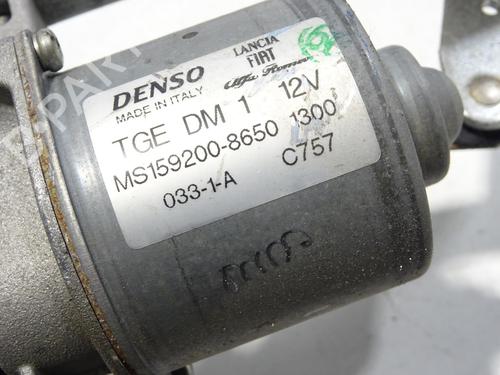 DENSO
MADE IN ITALY
LANCIA
FIAT
Alfa Romeo
TGE DM 1 12V
MS159200-8650 1300
033-1-A C757